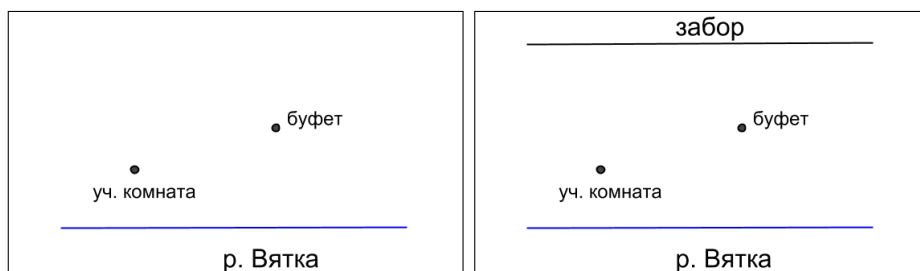 буфет
уч. комната
р. Вятка
забор
буфет
уч. комната
р. Вятка